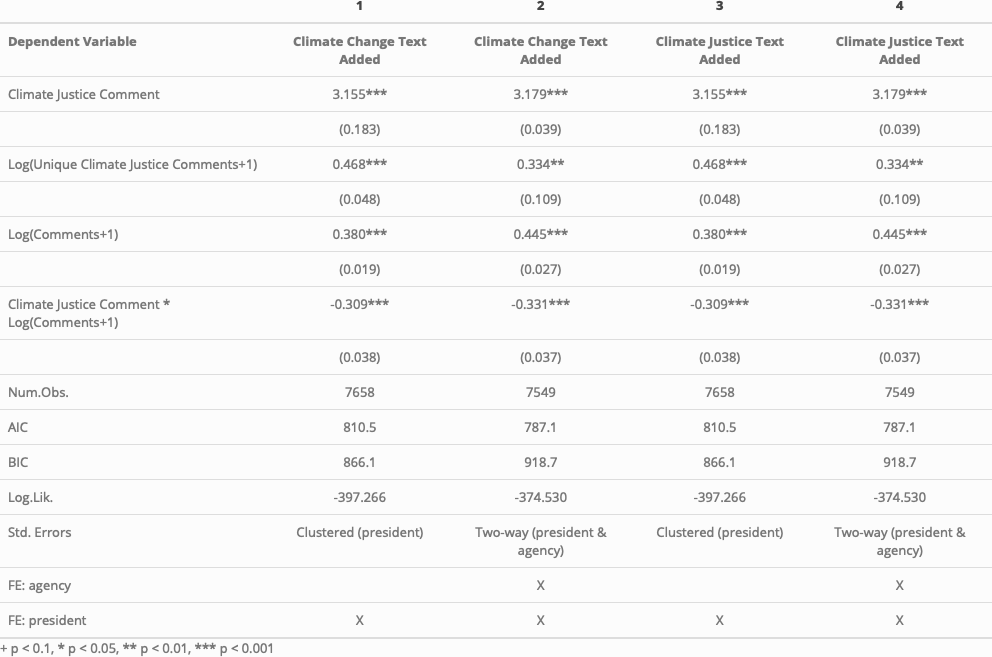 1 2 3 4
Dependent Variable Climate Change Text Added Climate Change Text Added Climate Justice Text Added Climate Justice Text Added
Climate Justice Comment 3.155*** 3.179*** 3.155*** 3.179***
(0.183) (0.039) (0.183) (0.039)
Log(Unique Climate Justice Comments+1) 0.468*** 0.334** 0.468*** 0.334**
(0.048) (0.109) (0.048) (0.109)
Log(Comments+1) 0.380*** 0.445*** 0.380*** 0.445***
(0.019) (0.027) (0.019) (0.027)
Climate Justice Comment * Log(Comments+1) -0.309*** -0.331*** -0.309*** -0.331***
(0.038) (0.037) (0.038) (0.037)
Num.Obs. 7658 7549 7658 7549
AIC 810.5 787.1 810.5 787.1
BIC 866.1 918.7 866.1 918.7
Log.Lik. -397.266 -374.530 -397.266 -374.530
Std. Errors Clustered (president) Two-way (president & agency) Clustered (president) Two-way (president & agency)
FE: agency X X
FE: president X X X X
+ p < 0.1, * p < 0.05, ** p < 0.01, *** p < 0.001